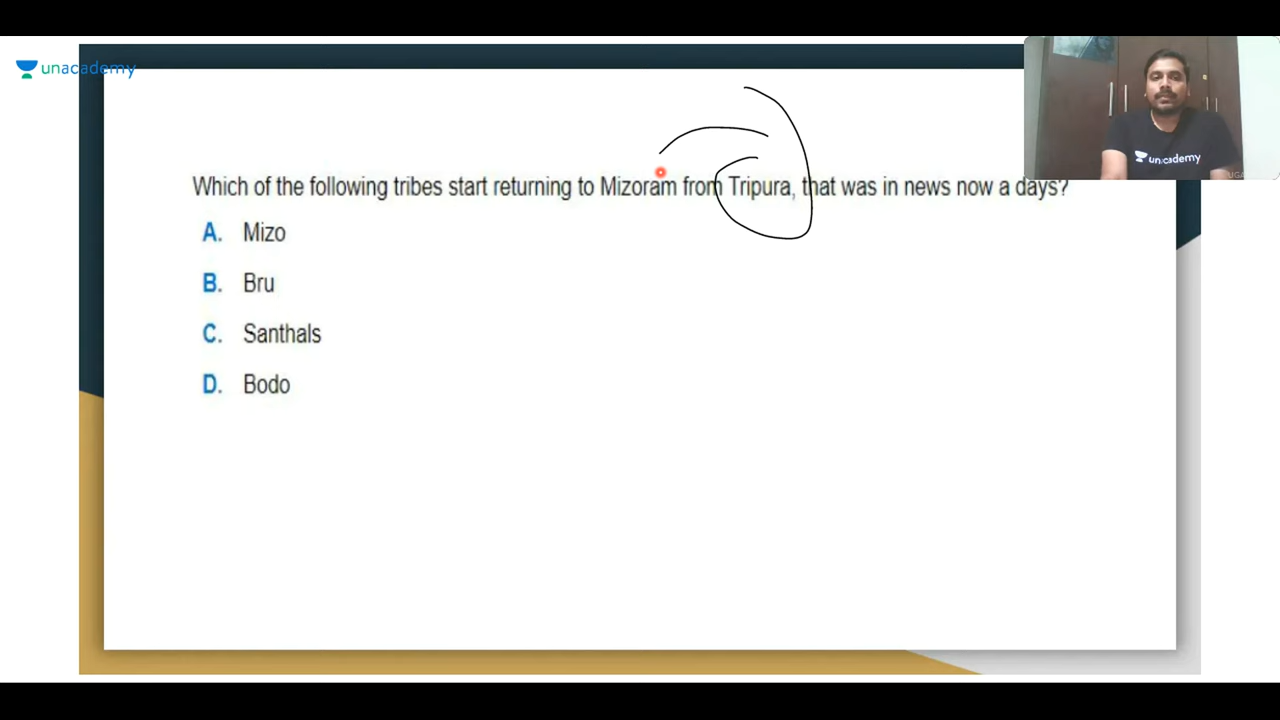 unacademy
unacademy
Which of the following tribes start returning to Mizoram from Tripura, that was in news now a days?
A. Mizo
B. Bru
C. Santhals
D. Bodo